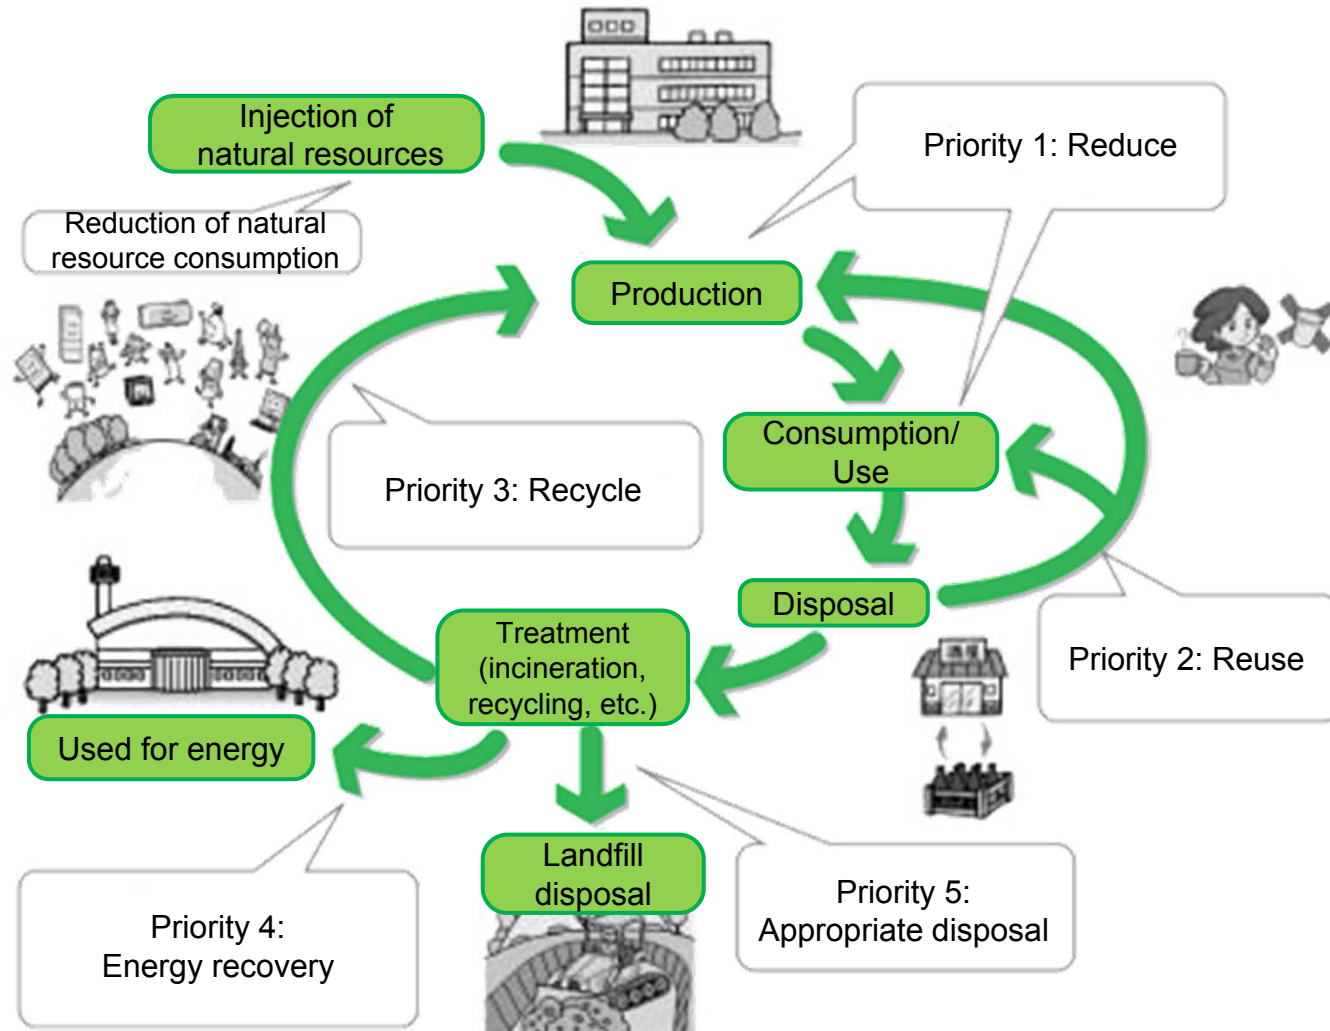 Injection of
natural resources
Priority 1: Reduce
Reduction of natural
resource consumption
Production
Consumption/
Use
Priority 3: Recycle
Disposal
Treatment
(incineration,
recycling, etc.)
Priority 2: Reuse
Used for energy
Landfill
disposal
Priority 5:
Appropriate disposal
Priority 4:
Energy recovery